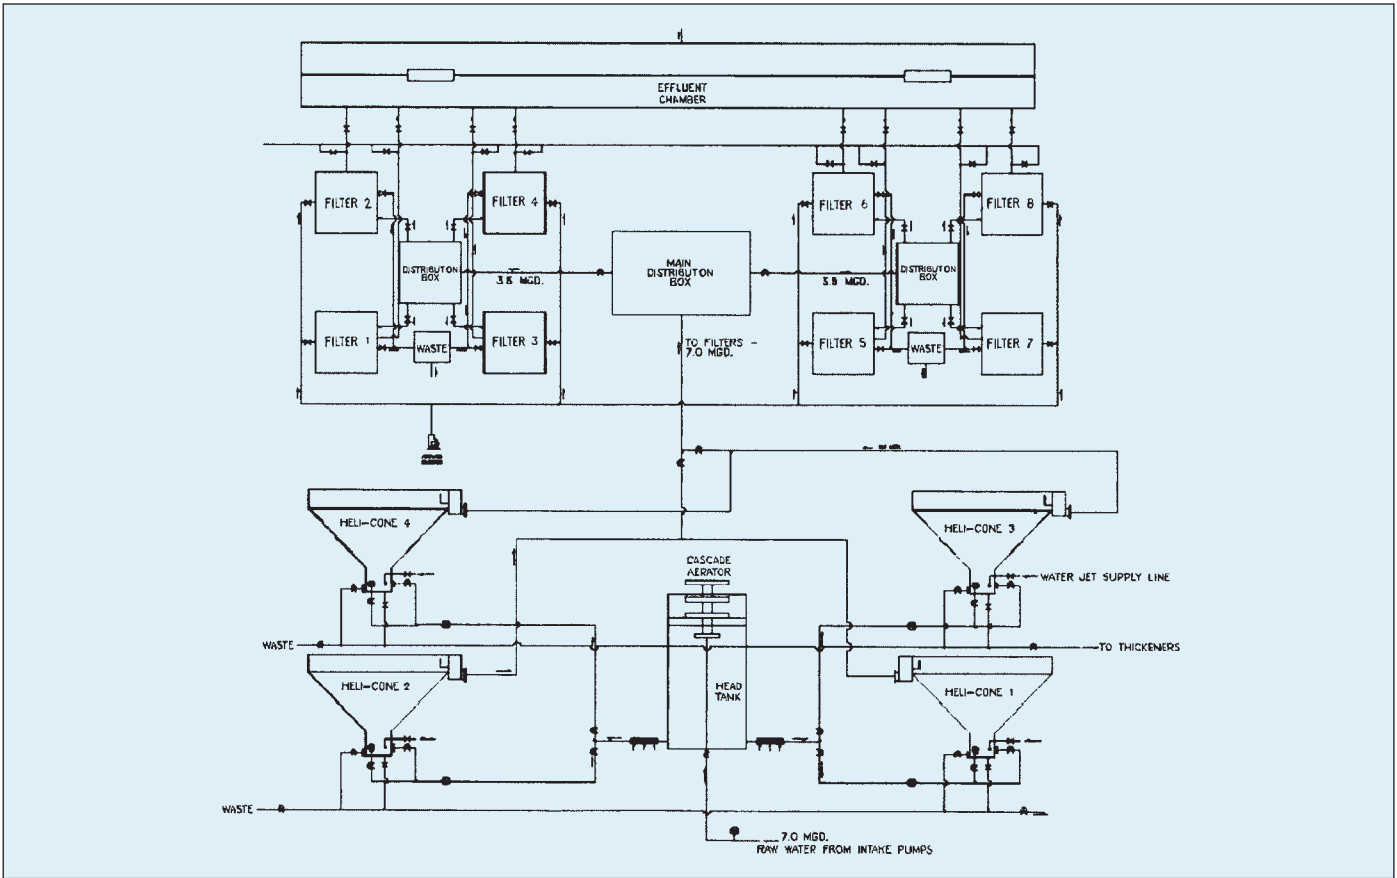 EFFLUENT
CHAMBER
FILTER 2
FILTER 4
FILTER 6
FILTER 8
DISTRIBUTON
BOX
MAIN
DISTRIBUTION
BOX
DISTRIBUTON
BOX
3.5 MGD.
3.5 MGD.
FILTER 1
WASTE
FILTER 3
TO FILTERS –
7.0 MGD.
FILTER 5
WASTE
FILTER 7
HELI-CONE 4
HELI-CONE 3
CASCADE
AERATOR
WATER JET SUPPLY LINE
WASTE
TO THICKENERS
HELI-CONE 2
HEAD
TANK
HELI-CONE 1
WASTE
7.0 MGD.
RAW WATER FROM INTAKE PUMPS